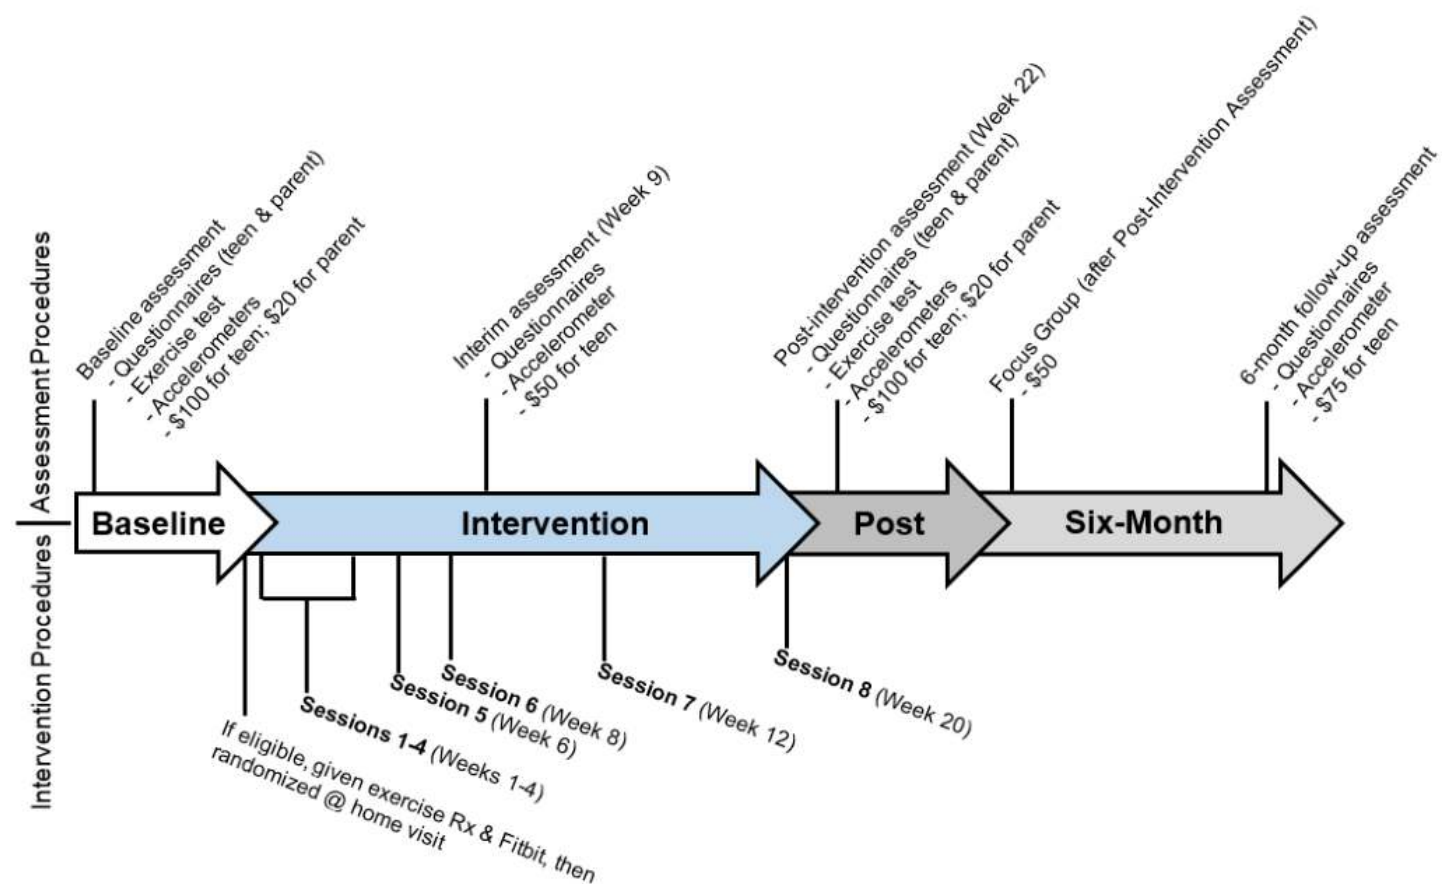 Assessment Procedures
Baseline assessment
- Questionnaires (teen & parent)
- Exercise test
- Accelerometers
- $100 for teen; $20 for parent
Interim assessment (Week 9)
- Questionnaires
- Accelerometer
- $50 for teen
Post-intervention assessment (Week 22)
- Questionnaires (teen & parent)
- Exercise test
- Accelerometers
- $100 for teen; $20 for parent
Focus Group (after Post-Intervention Assessment)
- $50
6-month follow-up assessment
- Questionnaires
- Accelerometer
- $75 for teen
Baseline
Intervention
Post
Six-Month
Intervention Procedures
If eligible, given exercise Rx & Fitbit, then
randomized @ home visit
Sessions 1-4 (Weeks 1-4)
Session 5 (Week 6)
Session 6 (Week 8)
Session 7 (Week 12)
Session 8 (Week 20)